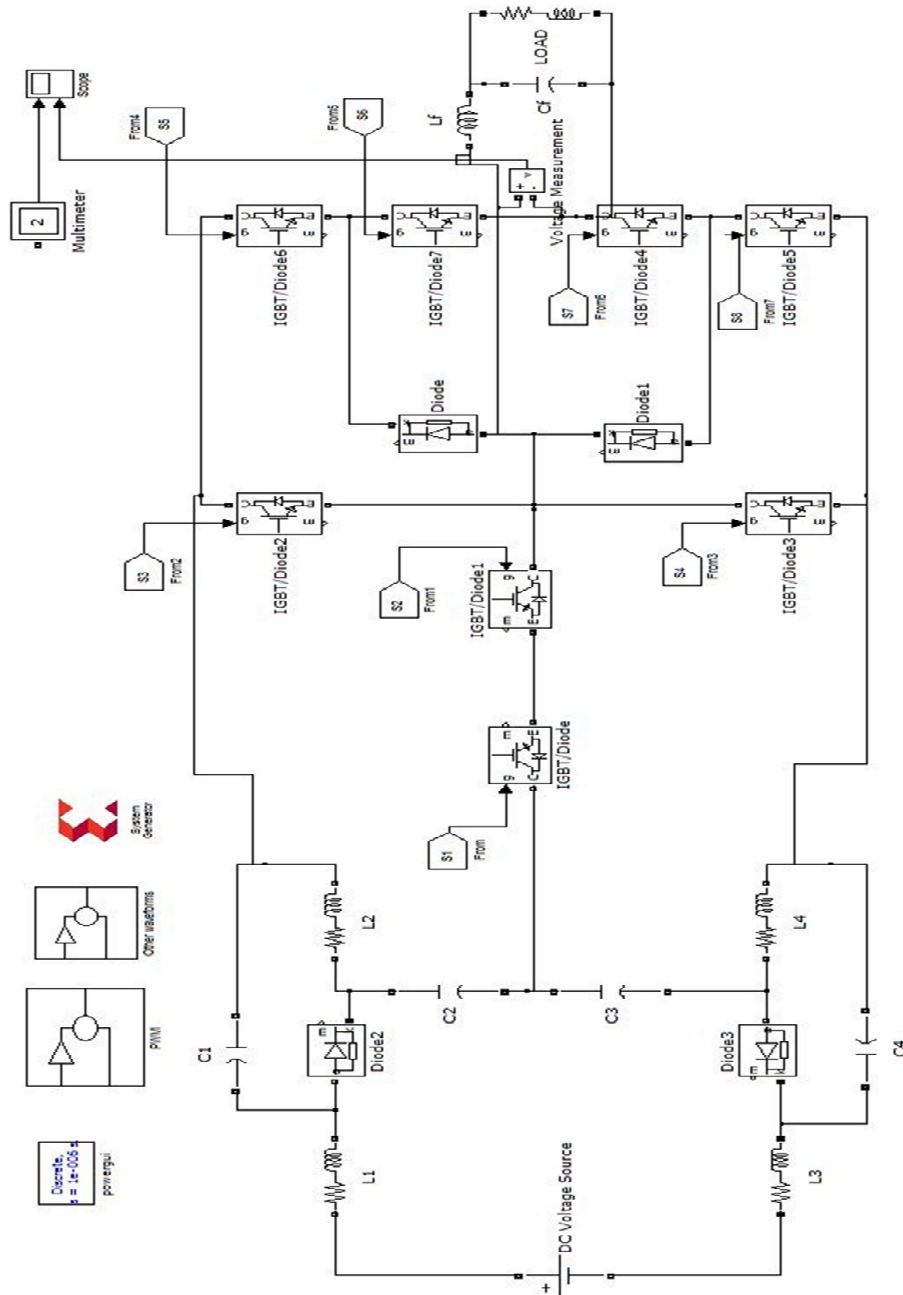 Scope
2
Multimeter
From4
S5
From5
S6
Lf
LOAD
Cf
+
-
v
Voltage Measurement
IGBT/Diode6
IGBT/Diode7
S7
From6
IGBT/Diode4
S8
From7
IGBT/Diode5
Diode
Diode1
S3
From2
IGBT/Diode2
S2
From1
IGBT/Diode1
g
C
m
E
S4
From3
IGBT/Diode3
m
E
g
C
IGBT/Diode
S1
From
System
Generator
Other waveforms
PWM
Discrete,
s = 1e-006 s
powergui
L2
C1
C2
m
Diode2
L1
L4
C3
m
k
Diode3
C4
L3
DC Voltage Source
+